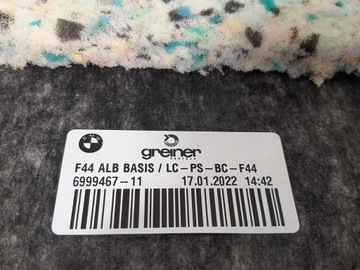 greiner
F44 ALB BASIS / LC-PS-BC-F44
6999467-11 17.01.2022 14:42